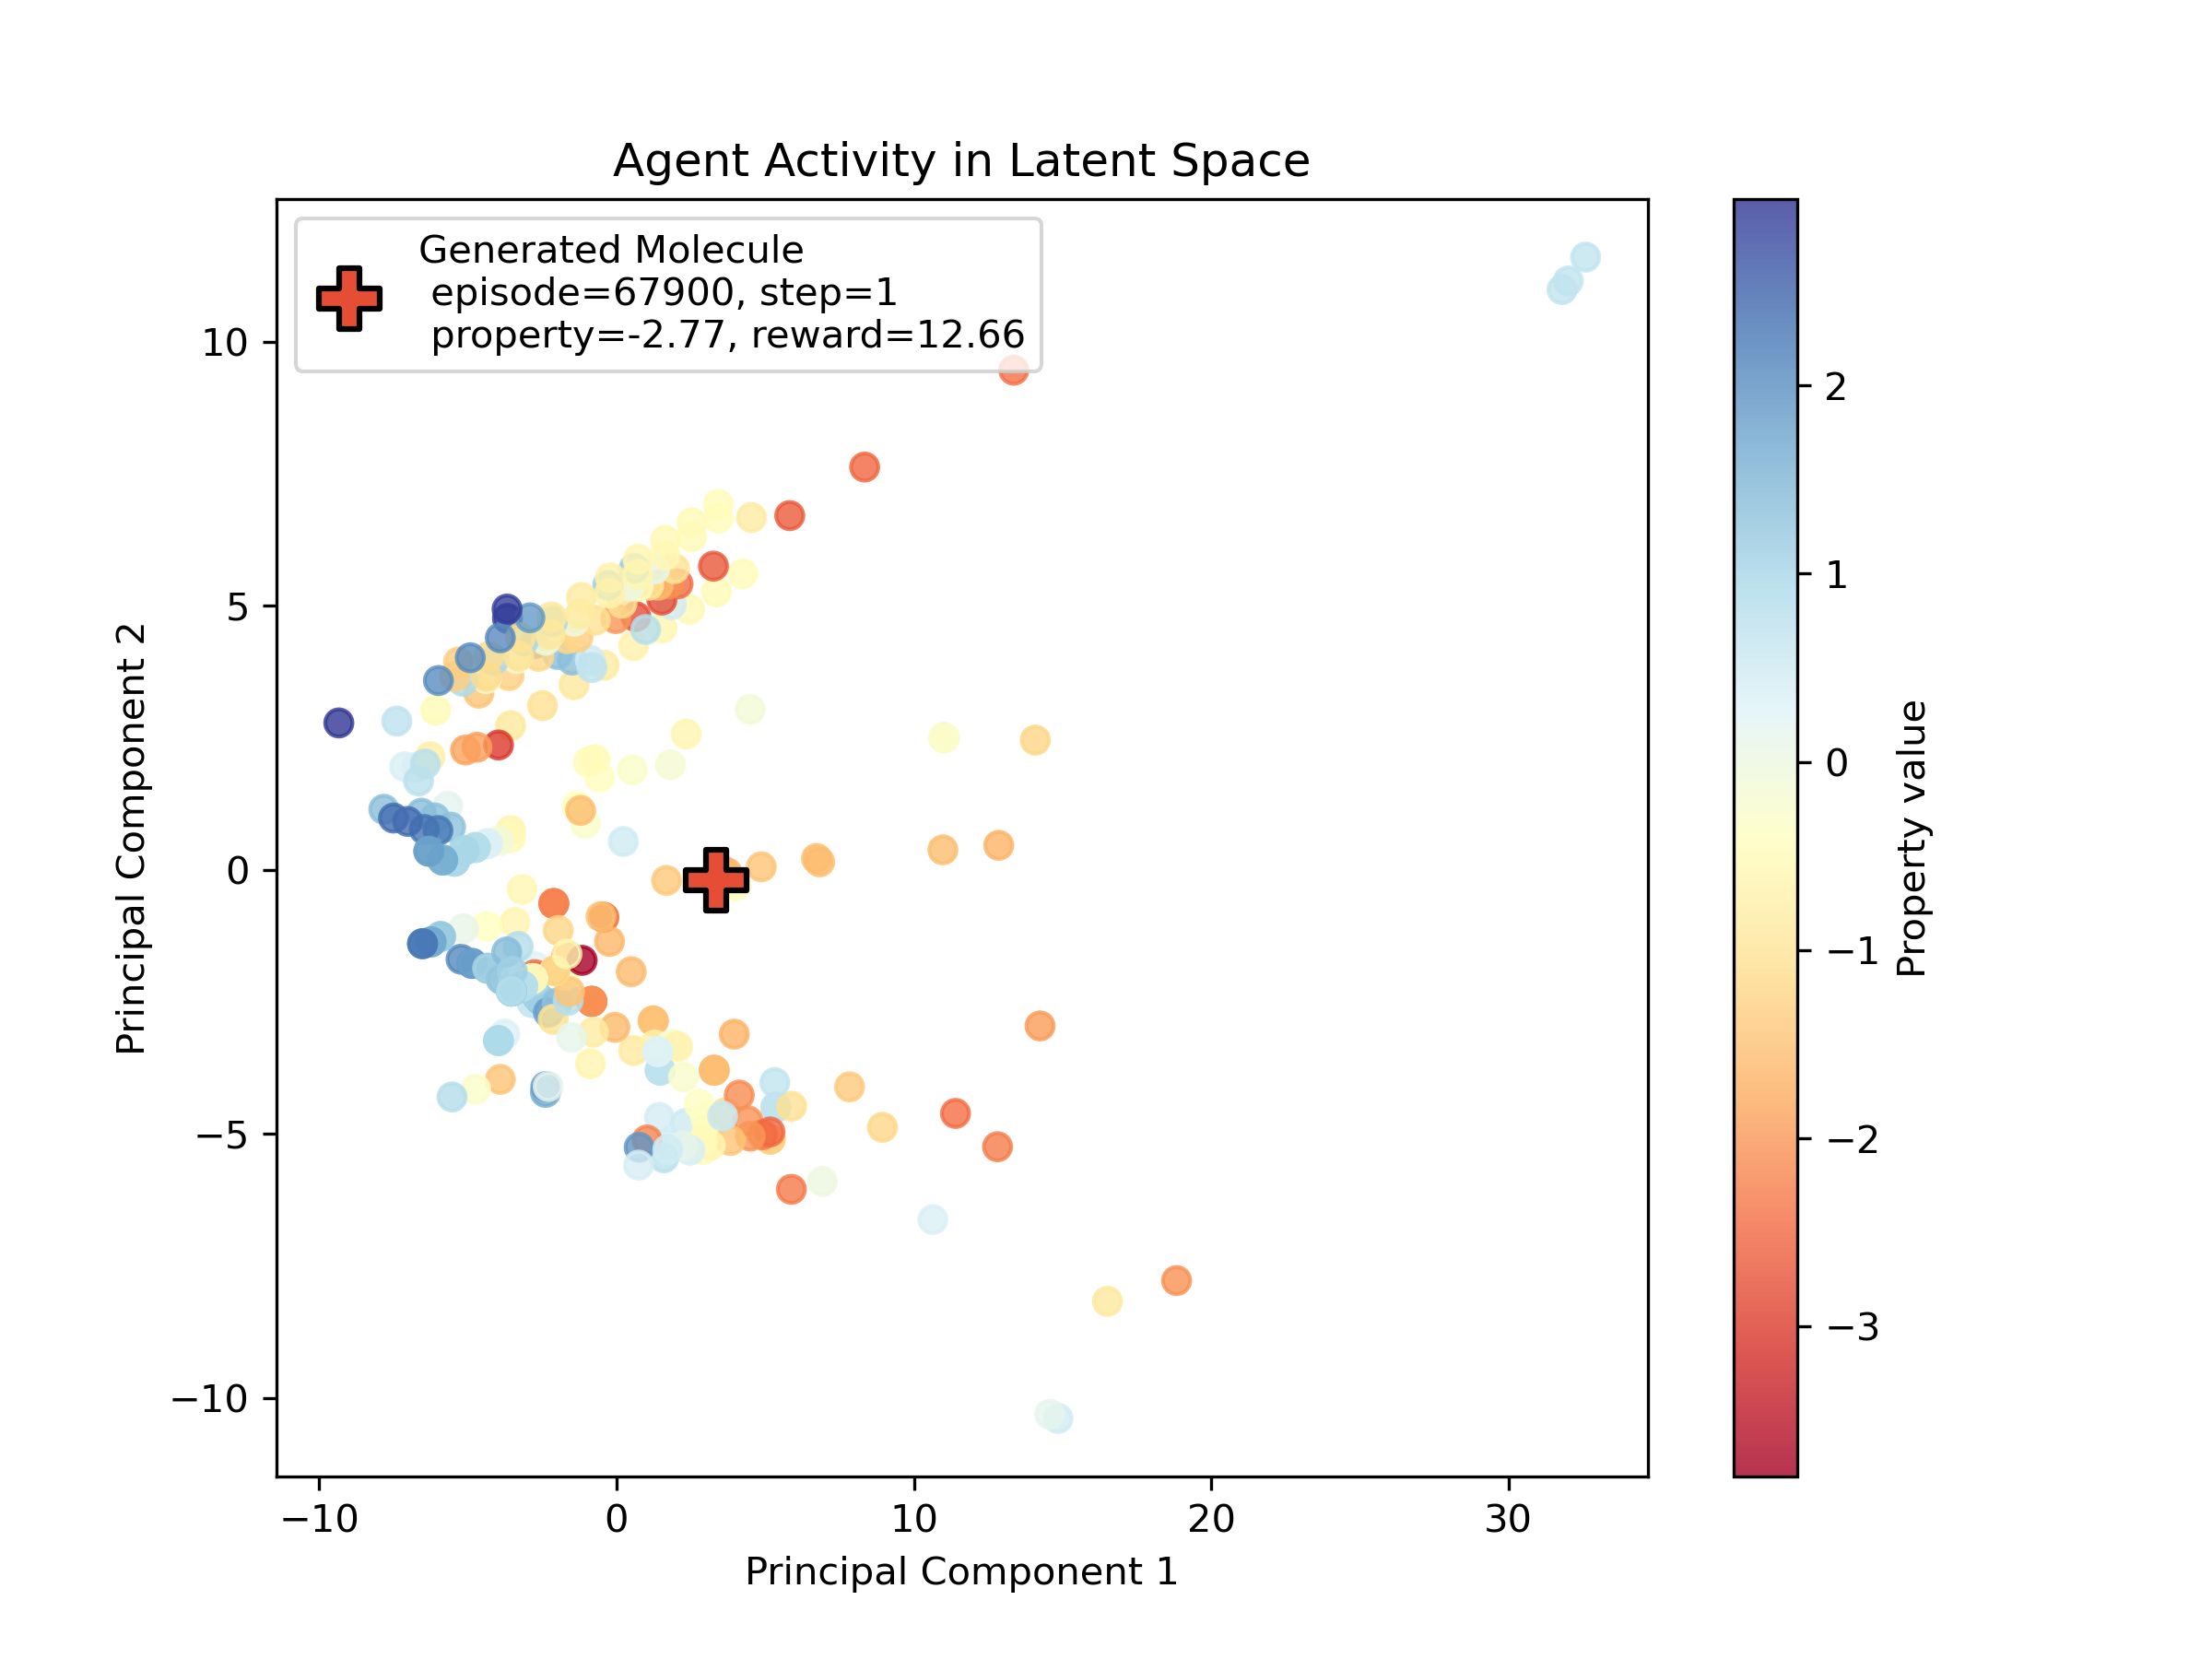 Agent Activity in Latent Space
Generated Molecule
episode=67900, step=1
property=-2.77, reward=12.66
10
5
0
−5
−10
Principal Component 2
−10
0
10
20
30
Principal Component 1
2
1
0
−1
−2
−3
Property value